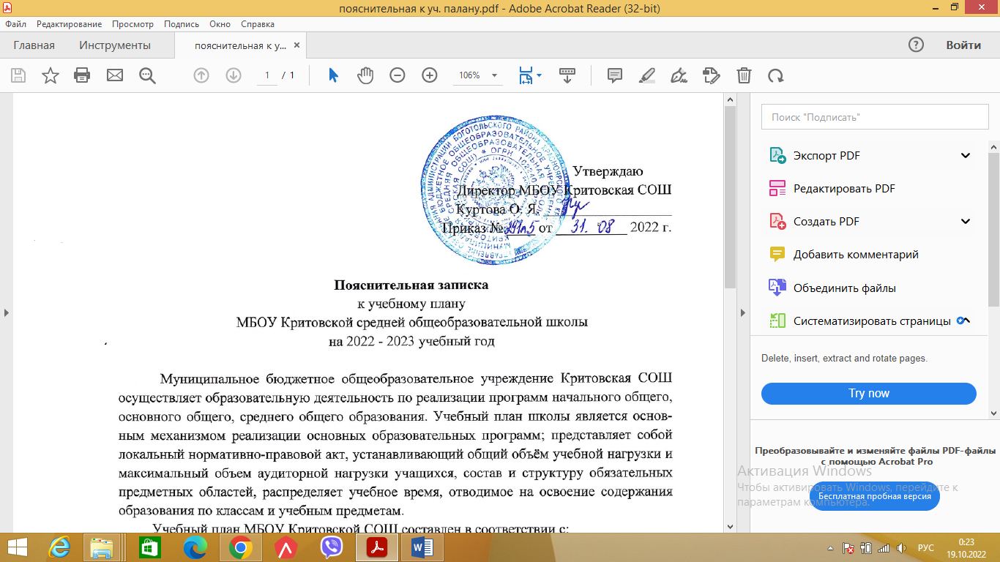 пояснительная к уч. палану.pdf - Adobe Acrobat Reader (32-bit)
Файл Редактирование Просмотр Подпись Окно Справка
Главная Инструменты пояснительная к у... × Войти
1 / 1 106%
Утверждаю
Директор МБОУ Критовская СОШ
Куртова О. Я.
Приказ № от 31. 08 2022 г.
Пояснительная записка
к учебному плану
МБОУ Критовской средней общеобразовательной школы
на 2022 - 2023 учебный год
Муниципальное бюджетное общеобразовательное учреждение Критовская СОШ
осуществляет образовательную деятельность по реализации программ начального общего,
основного общего, среднего общего образования. Учебный план школы является основ-
ным механизмом реализации основных образовательных программ; представляет собой
локальный нормативно-правовой акт, устанавливающий общий объём учебной нагрузки и
максимальный объем аудиторной нагрузки учащихся, состав и структуру обязательных
предметных областей, распределяет учебное время, отводимое на освоение содержания
образования по классам и учебным предметам.
Учебный план МБОУ Критовской СОШ составлен в соответствии с:
Поиск "Подписать"
Экспорт PDF
Редактировать PDF
Создать PDF
Добавить комментарий
Объединить файлы
Систематизировать страницы
Delete, insert, extract and rotate pages.
Try now
Преобразовывайте и изменяйте файлы PDF-файлы
с помощью Acrobat Pro
Бесплатная пробная версия
Активация Windows
Чтобы активировать Windows, перейдите к
параметрам компьютера.
РУС
0:23
19.10.2022